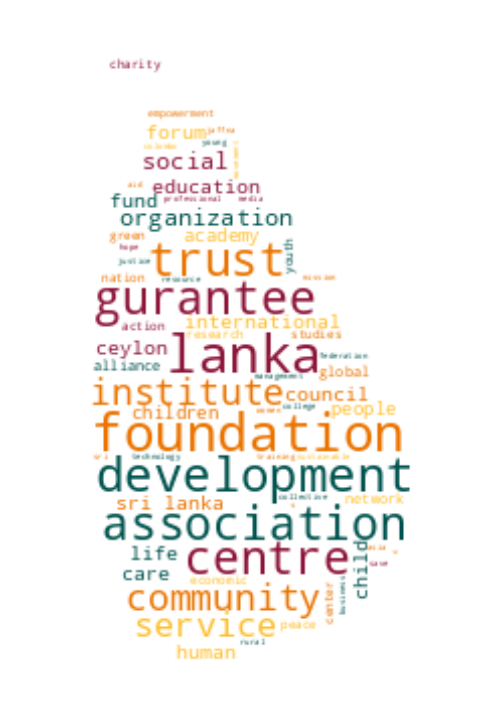 charity
empowerment
forum jaffna
colombo young
social
aid education
fund professional media
organization
green academy
hope
trust youth
justice
nation resource mission
gurantee
action international
research studies
ceylon lanka federation
alliance management global
institute council
children women college people
foundation
sri technology training sustainable
development
collective
sri lanka network
association
life centre asia
care child save
economic
community center business
service peace
rural
human